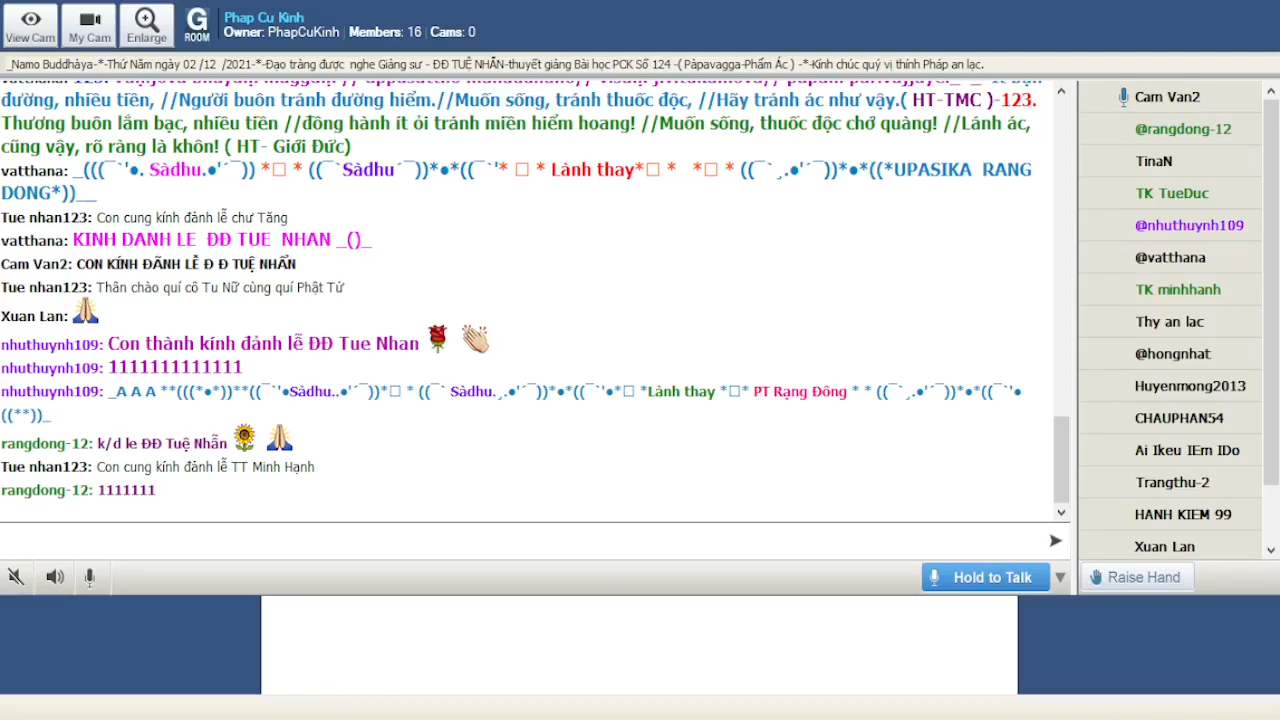 View Cam
My Cam
Enlarge
G
ROOM
Phap Cu Kinh
Owner: PhapCuKinh | Members: 16 | Cams: 0
_Namo Buddhàya-*-Thứ Năm ngày 02 /12 /2021-*-Đạo tràng được nghe Giảng sư - ĐĐ TUỆ NHẪN-thuyết giảng Bài học PCK Số 124 -( Pàpavagga-Phẩm Ác ) -*-Kính chúc quý vị thính Pháp an lạc.
đường, nhiều tiền, //Người buôn tránh đường hiểm.//Muốn sống, tránh thuốc độc, //Hãy tránh ác như vậy.( HT-TMC )-123.
Thương buôn lắm bạc, nhiều tiền //đồng hành ít ỏi tránh miền hiểm hoang! //Muốn sống, thuốc độc chớ quàng! //Lánh ác,
cũng vậy, rõ ràng là khôn! ( HT- Giới Đức)
vatthana: _(((¯`'●. Sàdhu.●'´¯)) *□ * ((¯`Sàdhu´¯))*●*((¯`'* □ * Lành thay*□ * *□ * ((¯`¸.●'´¯))*●*((*UPASIKA RANG
DONG*))__
Tue nhan123: Con cung kính đảnh lễ chư Tăng
vatthana: KINH DANH LE ĐĐ TUE NHAN _()_
Cam Van2: CON KÍNH ĐÃNH LỄ Đ Đ TUỆ NHẪN
Tue nhan123: Thân chào quí cô Tu Nữ cùng quí Phật Tử
Xuan Lan:
nhuthuynh109: Con thành kính đảnh lễ ĐĐ Tue Nhan
nhuthuynh109: 1111111111111
nhuthuynh109: _A A A **(((*●*))**((¯`'●Sàdhu..●'´¯))*□ * ((¯` Sàdhu.¸.●'´¯))*●*((¯`'●*□ *Lành thay *□* PT Rạng Đông * * ((¯`¸.●'´¯))*●*((¯`'●
((**))_
rangdong-12: k/d le ĐĐ Tuệ Nhẫn
Tue nhan123: Con cung kính đảnh lễ TT Minh Hạnh
rangdong-12: 1111111
Cam Van2
@rangdong-12
TinaN
TK TueDuc
@nhuthuynh109
@vatthana
TK minhhanh
Thy an lac
@hongnhat
Huyenmong2013
CHAUPHAN54
Ai Ikeu IEm IDo
Trangthu-2
HANH KIEM 99
Xuan Lan
Hold to Talk
Raise Hand